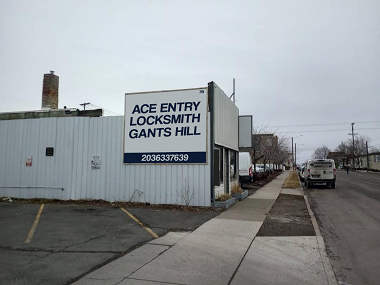 ACE ENTRY
LOCKSMITH
GANTS HILL
2036337639